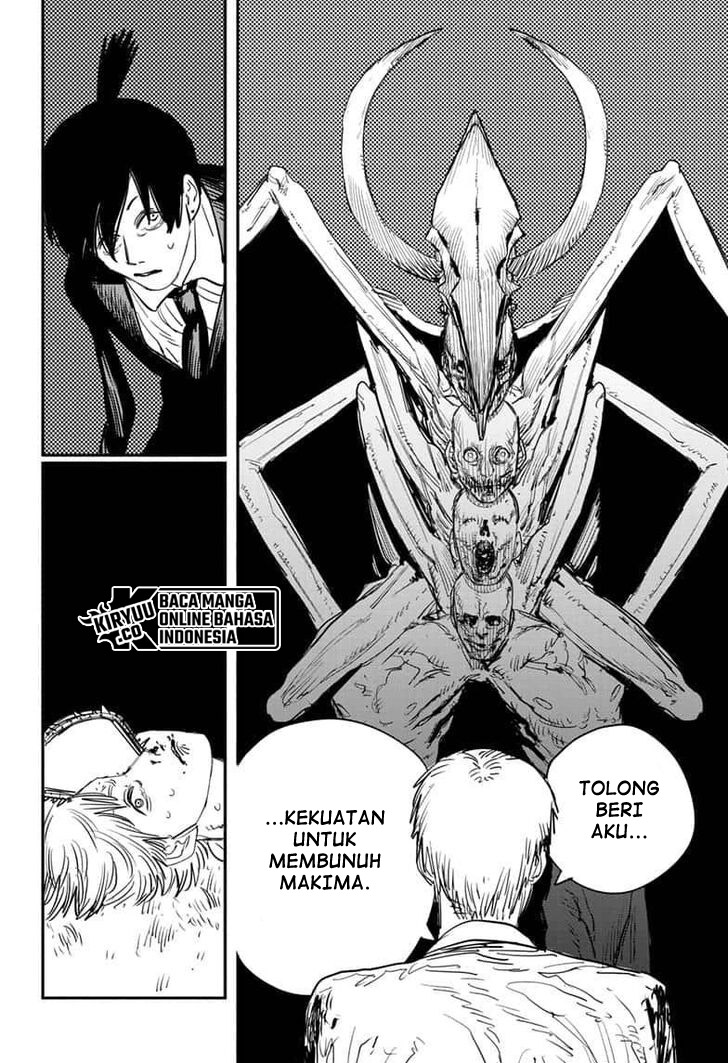 TOLONG
BERI
AKU...
...KEKUATAN
UNTUK
MEMBUNUH
MAKIMA.
KIRYUU
.CO
BACA MANGA
ONLINE BAHASA
INDONESIA